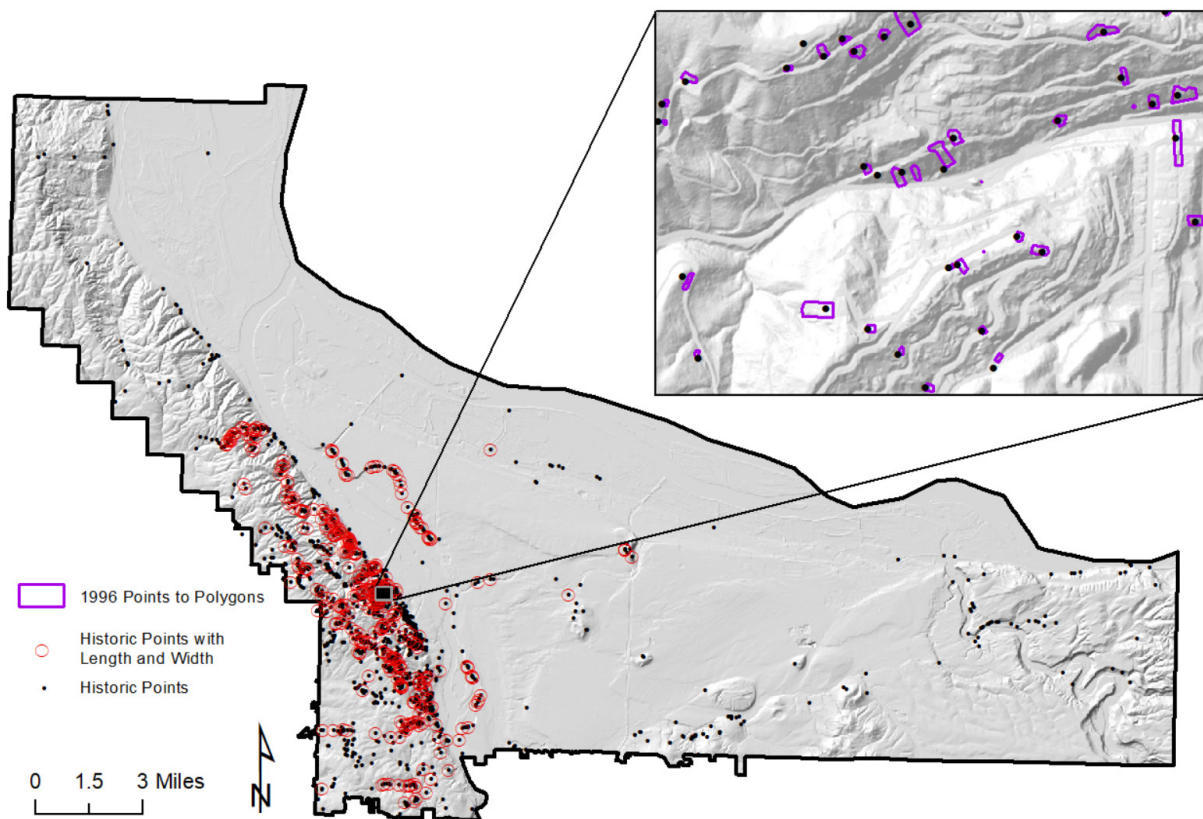 1996 Points to Polygons
Historic Points with
Length and Width
Historic Points
0 1.5 3 Miles
N